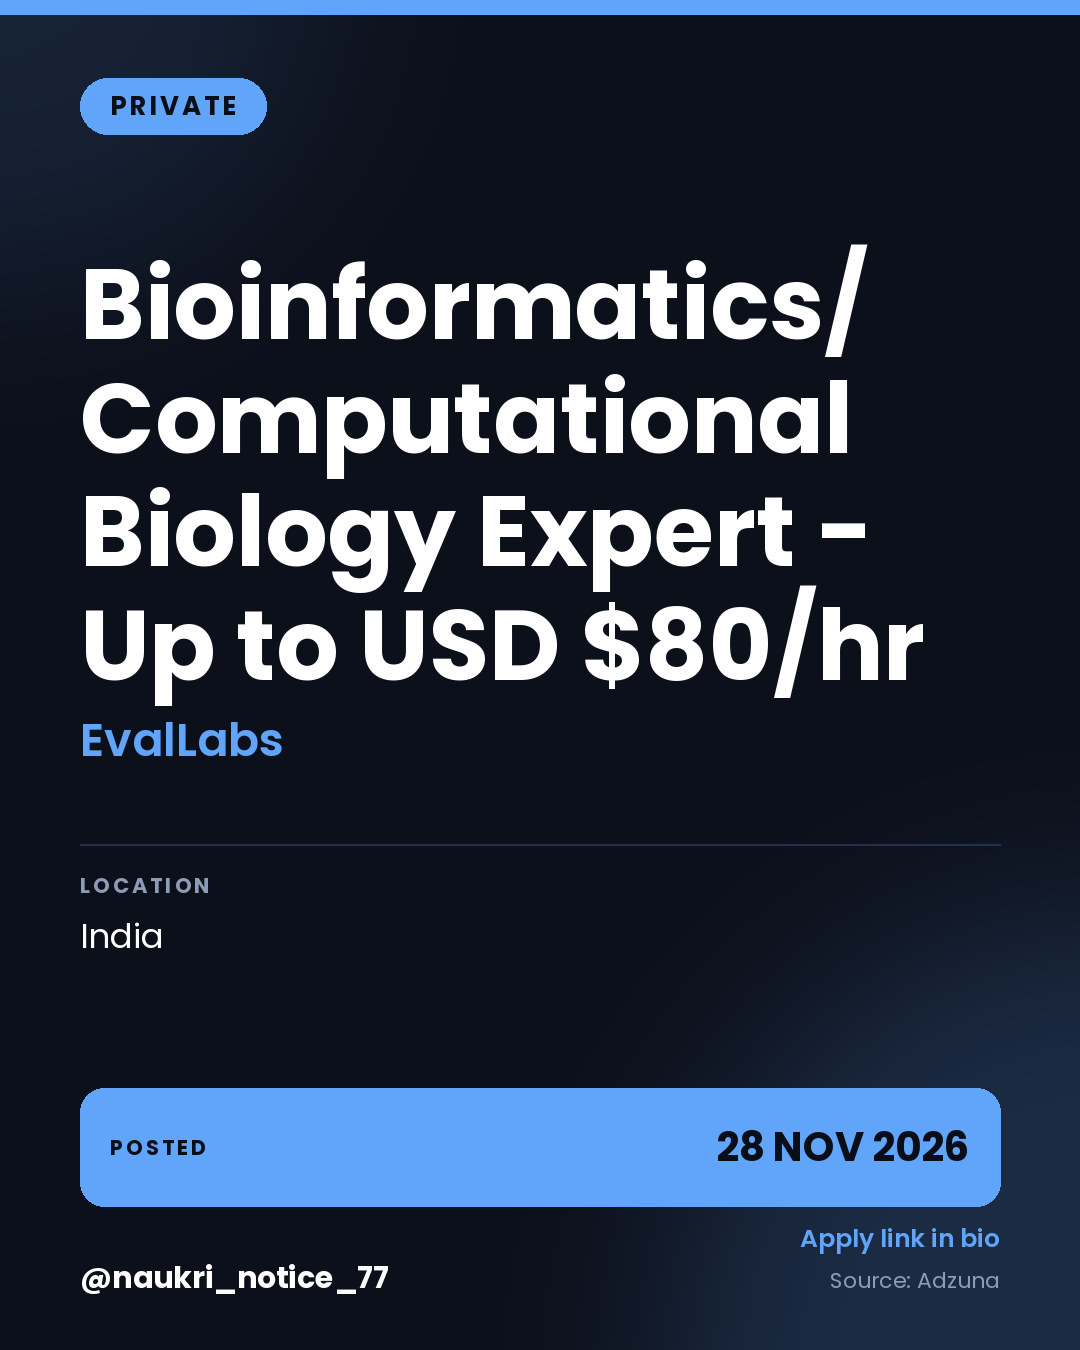 PRIVATE
Bioinformatics/
Computational
Biology Expert -
Up to USD $80/hr
EvalLabs
LOCATION
India
POSTED
28 NOV 2026
Apply link in bio
@naukri_notice_77
Source: Adzuna